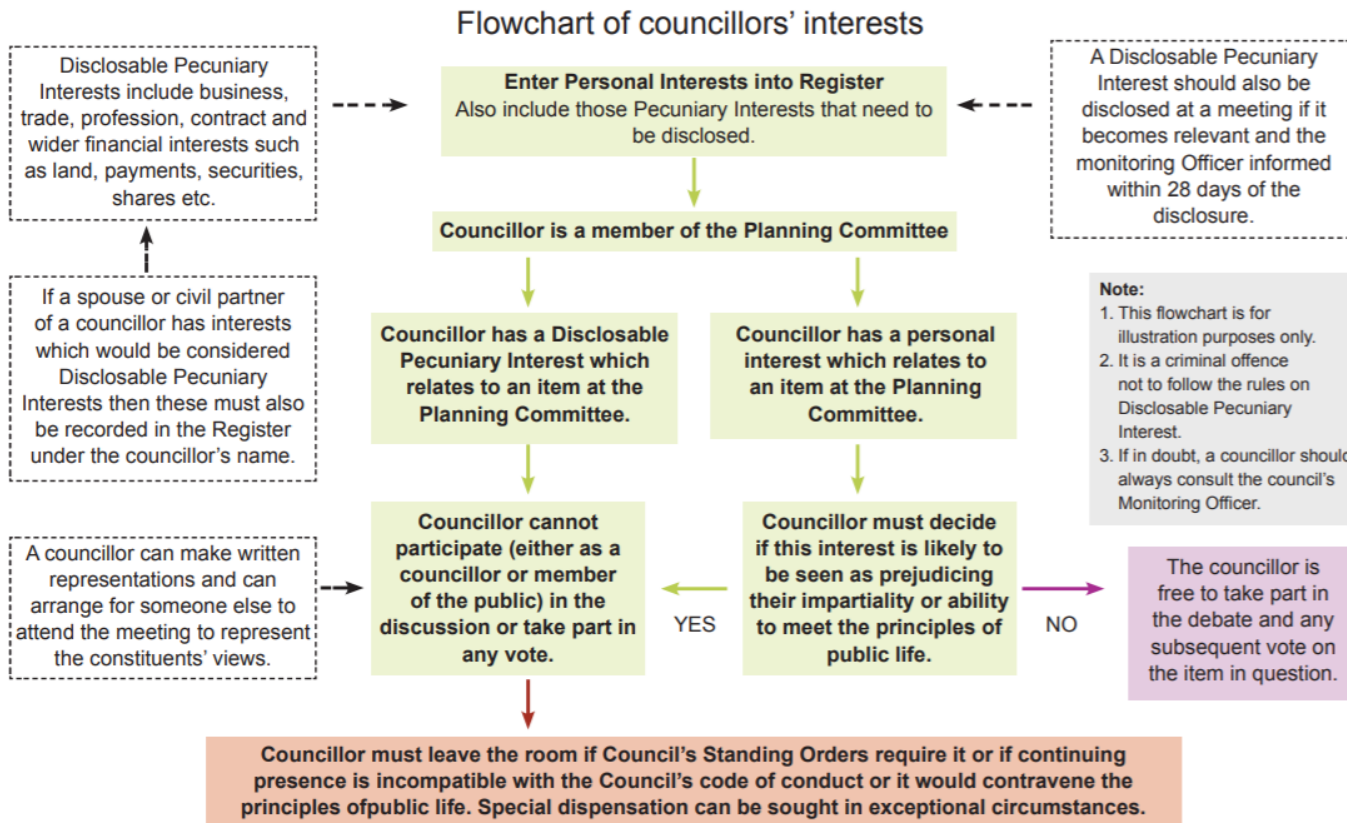 Flowchart of councillors' interests
Disclosable Pecuniary
Interests include business,
trade, profession, contract and
wider financial interests such
as land, payments, securities,
shares etc.
Enter Personal Interests into Register
Also include those Pecuniary Interests that need to
be disclosed.
A Disclosable Pecuniary
Interest should also be
disclosed at a meeting if it
becomes relevant and the
monitoring Officer informed
within 28 days of the
disclosure.
Councillor is a member of the Planning Committee
If a spouse or civil partner
of a councillor has interests
which would be considered
Disclosable Pecuniary
Interests then these must also
be recorded in the Register
under the councillor's name.
Councillor has a Disclosable
Pecuniary Interest which
relates to an item at the
Planning Committee.
Councillor has a personal
interest which relates to
an item at the Planning
Committee.
Note:
1. This flowchart is for
illustration purposes only.
2. It is a criminal offence
not to follow the rules on
Disclosable Pecuniary
Interest.
3. If in doubt, a councillor should
always consult the council's
Monitoring Officer.
A councillor can make written
representations and can
arrange for someone else to
attend the meeting to represent
the constituents' views.
Councillor cannot
participate (either as a
councillor or member
of the public) in the
discussion or take part in
any vote.
YES
Councillor must decide
if this interest is likely to
be seen as prejudicing
their impartiality or ability
to meet the principles of
public life.
NO
The councillor is
free to take part in
the debate and any
subsequent vote on
the item in question.
Councillor must leave the room if Council's Standing Orders require it or if continuing
presence is incompatible with the Council's code of conduct or it would contravene the
principles ofpublic life. Special dispensation can be sought in exceptional circumstances.